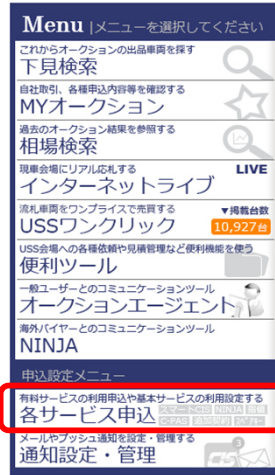 Menu |メニューを選択してください
これからオークションの出品車両を探す
下見検索
自社取引、各種申込内容等を確認する
MYオークション
過去のオークション結果を参照する
相場検索
現車会場にリアル応札する
LIVE
インターネットライブ
流札車両をワンプライスで売買する
▼掲載台数
USSワンクリック
10,927台
USS会場への各種依頼や見積管理など便利機能を使う
便利ツール
一般ユーザーとのコミュニケーションツール
オークションエージェント
海外バイヤーとのコミュニケーションツール
NINJA
申込設定メニュー
有料サービスの利用申込や基本サービスの利用設定する
各サービス申込
スマートCIS NINJA
メールやプッシュ通知を設定・管理する
通知設定・管理
3